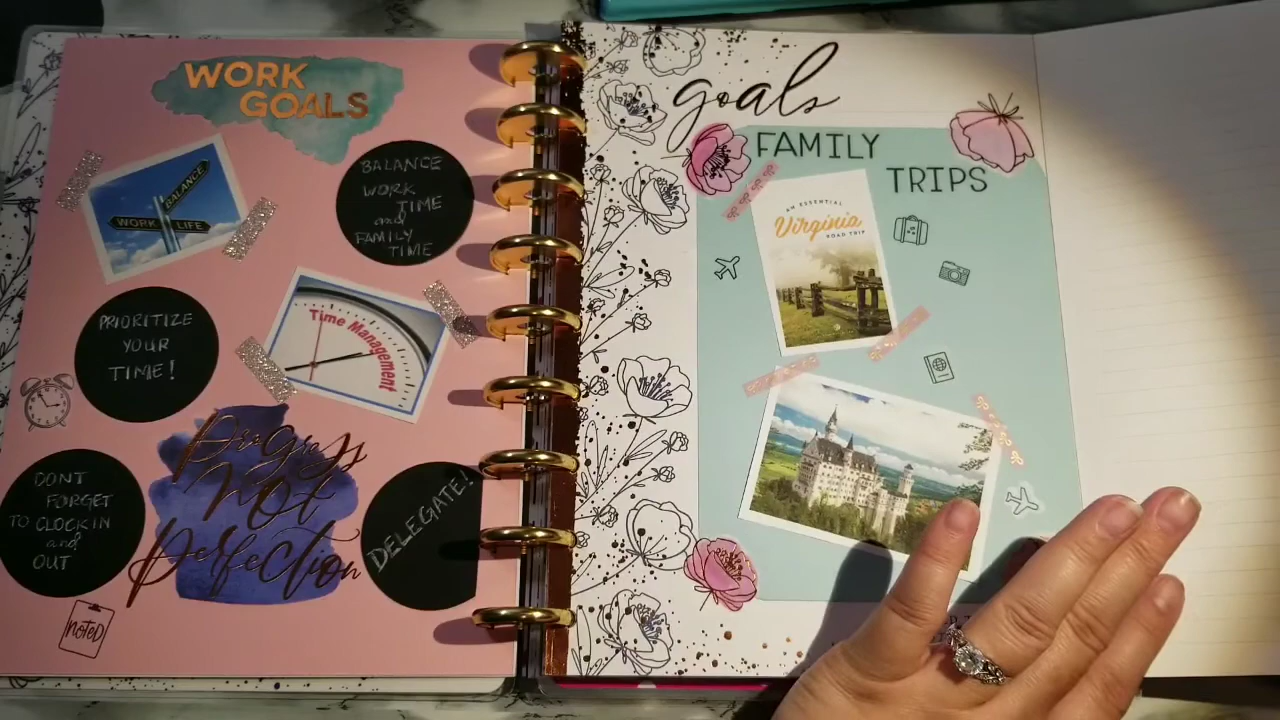 WORK
GOALS
BALANCE
WORK LIFE
BALANCE
WORK
TIME
and
FAMILY
TIME
PRIORITIZE
YOUR
TIME!
Time Management
DONT
FORGET
TO CLOCK IN
and
OUT
progress
NOT
perfection
DELEGATE!
NOTED
goals
FAMILY
TRIPS
AN ESSENTIAL
Virginia
ROAD TRIP